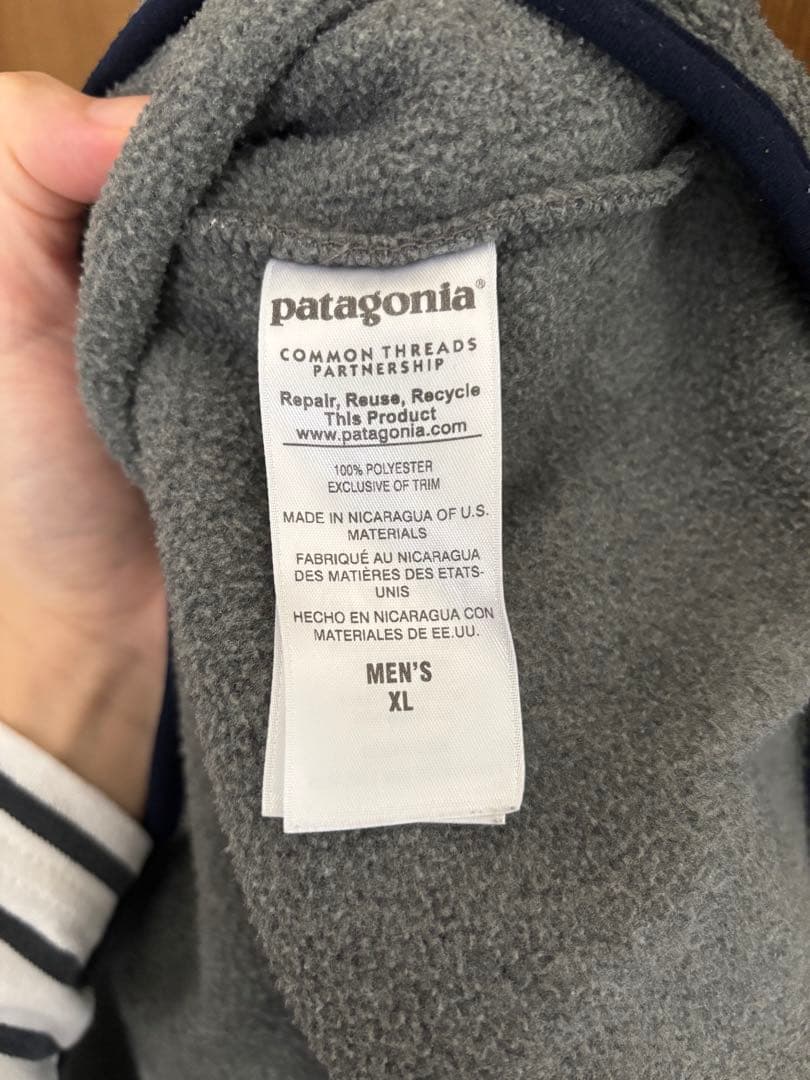 patagonia®
COMMON THREADS
PARTNERSHIP
Repair, Reuse, Recycle
This Product
www.patagonia.com
100% POLYESTER
EXCLUSIVE OF TRIM
MADE IN NICARAGUA OF U.S.
MATERIALS
FABRIQUÉ AU NICARAGUA
DES MATIÈRES DES ETATS-
UNIS
HECHO EN NICARAGUA CON
MATERIALES DE EE.UU.
MEN'S
XL